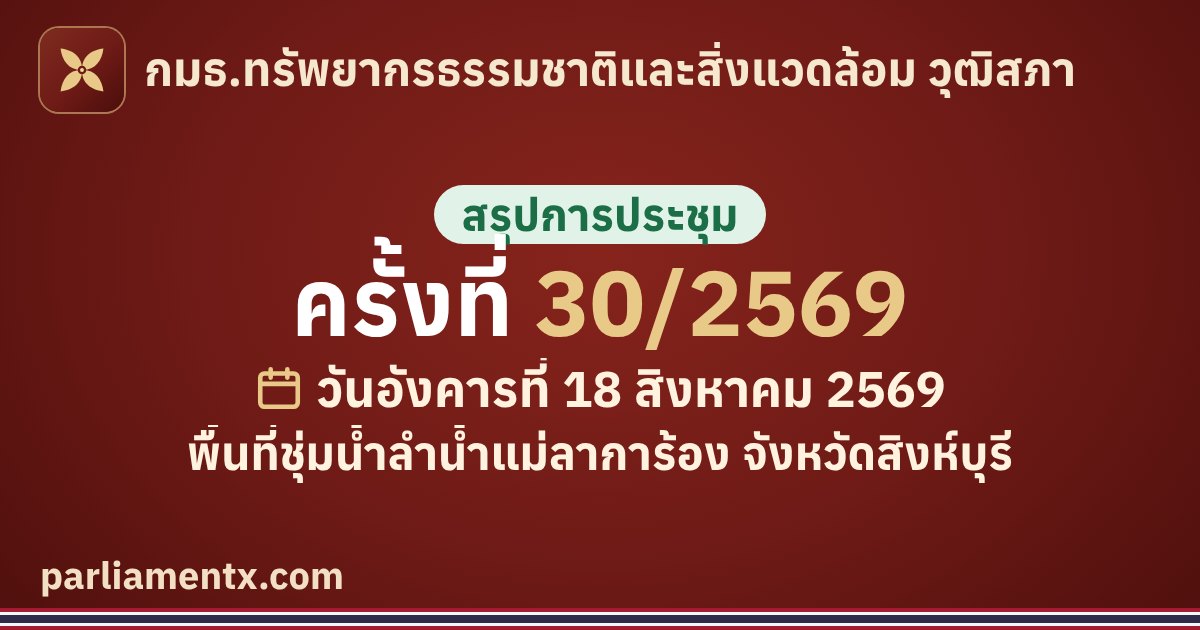 กมธ.ทรัพยากรธรรมชาติและสิ่งแวดล้อม วุฒิสภา
สรุปการประชุม
ครั้งที่ 30/2569
วันอังคารที่ 18 สิงหาคม 2569
พื้นที่ชุ่มน้ำลำน้ำแม่ลาการ้อง จังหวัดสิงห์บุรี
parliamentx.com